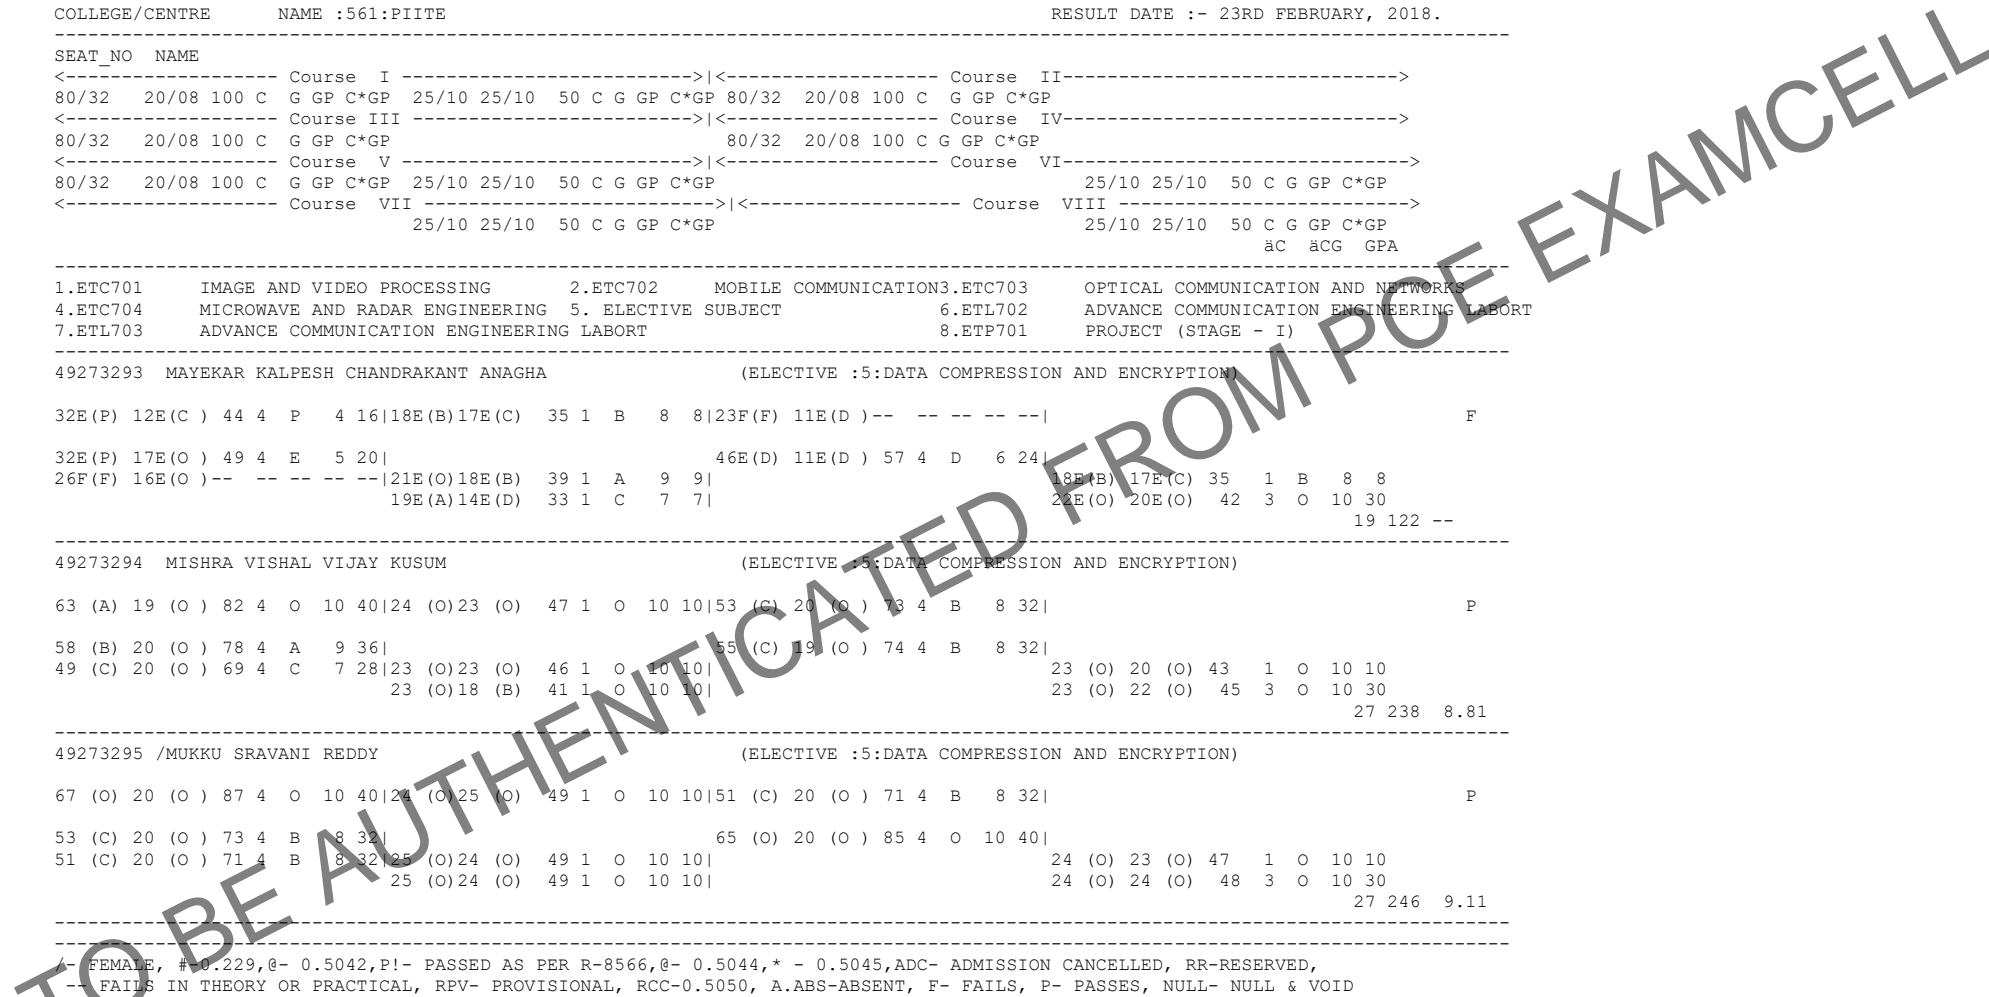 COLLEGE/CENTRE NAME :561:PIITE RESULT DATE :- 23RD FEBRUARY, 2018.
SEAT_NO NAME
<------------------- Course I -------------------------->|<------------------ Course II------------------------------>
80/32 20/08 100 C G GP C*GP 25/10 25/10 50 C G GP C*GP 80/32 20/08 100 C G GP C*GP
<------------------- Course III ------------------------->|<------------------ Course IV------------------------------>
80/32 20/08 100 C G GP C*GP 80/32 20/08 100 C G GP C*GP
<------------------- Course V -------------------------->|<------------------ Course VI------------------------------->
80/32 20/08 100 C G GP C*GP 25/10 25/10 50 C G GP C*GP 25/10 25/10 50 C G GP C*GP
<------------------- Course VII -------------------------->|<------------------- Course VIII ------------------------->
25/10 25/10 50 C G GP C*GP 25/10 25/10 50 C G GP C*GP
äC äCG GPA
1.ETC701 IMAGE AND VIDEO PROCESSING 2.ETC702 MOBILE COMMUNICATION3.ETC703 OPTICAL COMMUNICATION AND NETWORKS
4.ETC704 MICROWAVE AND RADAR ENGINEERING 5. ELECTIVE SUBJECT 6.ETL702 ADVANCE COMMUNICATION ENGINEERING LABORT
7.ETL703 ADVANCE COMMUNICATION ENGINEERING LABORT 8.ETP701 PROJECT (STAGE - I)
49273293 MAYEKAR KALPESH CHANDRAKANT ANAGHA (ELECTIVE :5:DATA COMPRESSION AND ENCRYPTION)
32E(P) 12E(C ) 44 4 P 4 16|18E(B)17E(C) 35 1 B 8 8|23F(F) 11E(D )-- -- -- -- --| F
32E(P) 17E(O ) 49 4 E 5 20| 46E(D) 11E(D ) 57 4 D 6 24|
26F(F) 16E(O )-- -- -- -- --|21E(O)18E(B) 39 1 A 9 9| 18E(B) 17E(C) 35 1 B 8 8
19E(A)14E(D) 33 1 C 7 7| 22E(O) 20E(O) 42 3 O 10 30
19 122 --
49273294 MISHRA VISHAL VIJAY KUSUM (ELECTIVE :5:DATA COMPRESSION AND ENCRYPTION)
63 (A) 19 (O ) 82 4 O 10 40|24 (O)23 (O) 47 1 O 10 10|53 (C) 20 (O ) 73 4 B 8 32| P
58 (B) 20 (O ) 78 4 A 9 36| 55 (C) 19 (O ) 74 4 B 8 32|
49 (C) 20 (O ) 69 4 C 7 28|23 (O)23 (O) 46 1 O 10 10| 23 (O) 20 (O) 43 1 O 10 10
23 (O)18 (B) 41 1 O 10 10| 23 (O) 22 (O) 45 3 O 10 30
27 238 8.81
49273295 /MUKKU SRAVANI REDDY (ELECTIVE :5:DATA COMPRESSION AND ENCRYPTION)
67 (O) 20 (O ) 87 4 O 10 40|24 (O)25 (O) 49 1 O 10 10|51 (C) 20 (O ) 71 4 B 8 32| P
53 (C) 20 (O ) 73 4 B 8 32| 65 (O) 20 (O ) 85 4 O 10 40|
51 (C) 20 (O ) 71 4 B 8 32|25 (O)24 (O) 49 1 O 10 10| 24 (O) 23 (O) 47 1 O 10 10
25 (O)24 (O) 49 1 O 10 10| 24 (O) 24 (O) 48 3 O 10 30
27 246 9.11
/- FEMALE, #-0.229,@- 0.5042,P!- PASSED AS PER R-8566,@- 0.5044,* - 0.5045,ADC- ADMISSION CANCELLED, RR-RESERVED,
-- FAILS IN THEORY OR PRACTICAL, RPV- PROVISIONAL, RCC-0.5050, A.ABS-ABSENT, F- FAILS, P- PASSES, NULL- NULL & VOID
TO BE AUTHENTICATED FROM PCE EXAMCELL